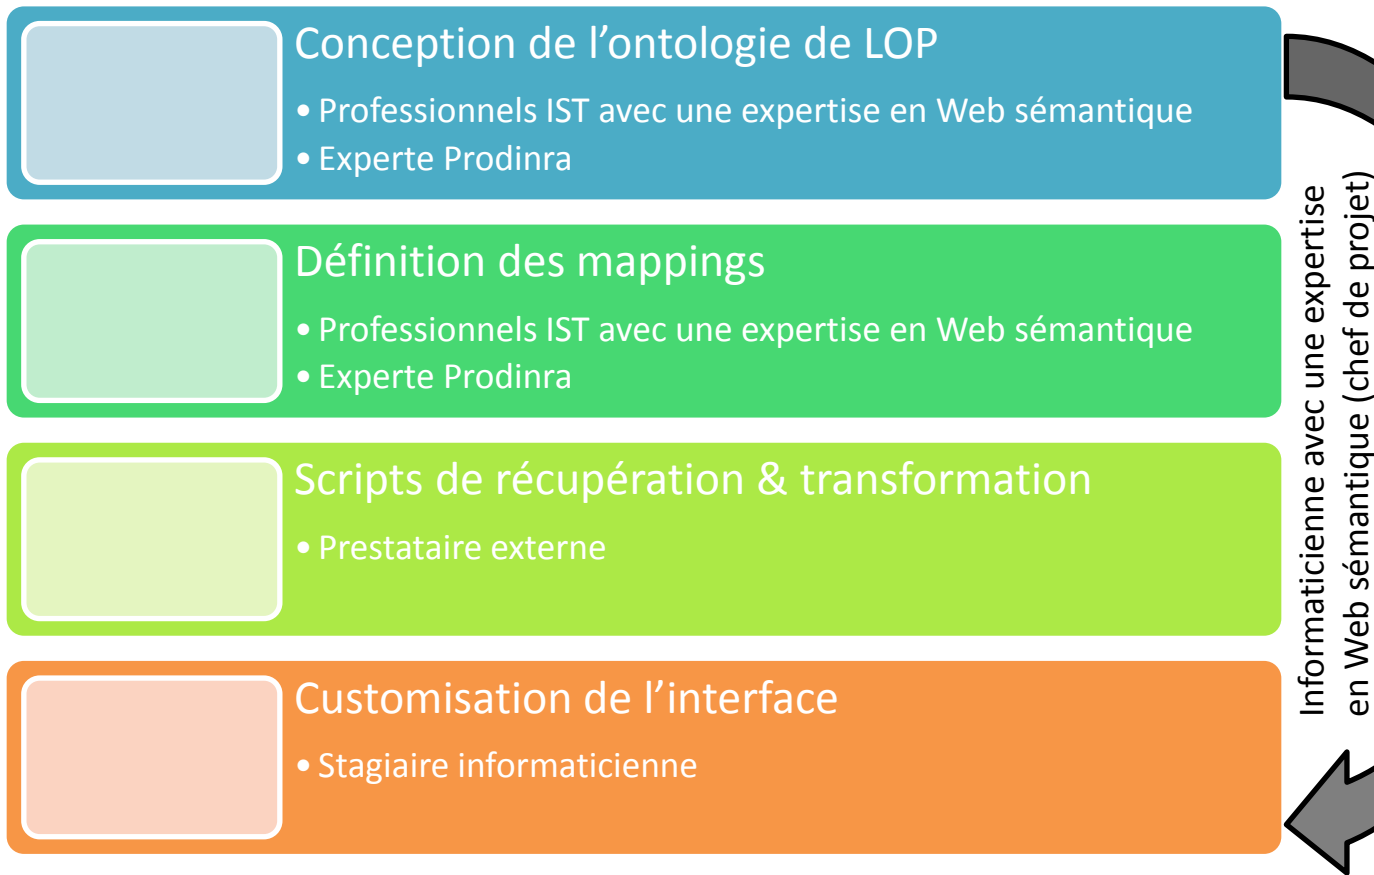 Conception de l’ontologie de LOP
• Professionnels IST avec une expertise en Web sémantique
• Experte Prodinra
Définition des mappings
• Professionnels IST avec une expertise en Web sémantique
• Experte Prodinra
Scripts de récupération & transformation
• Prestataire externe
Customisation de l’interface
• Stagiaire informaticienne
Informaticienne avec une expertise
en Web sémantique (chef de projet)